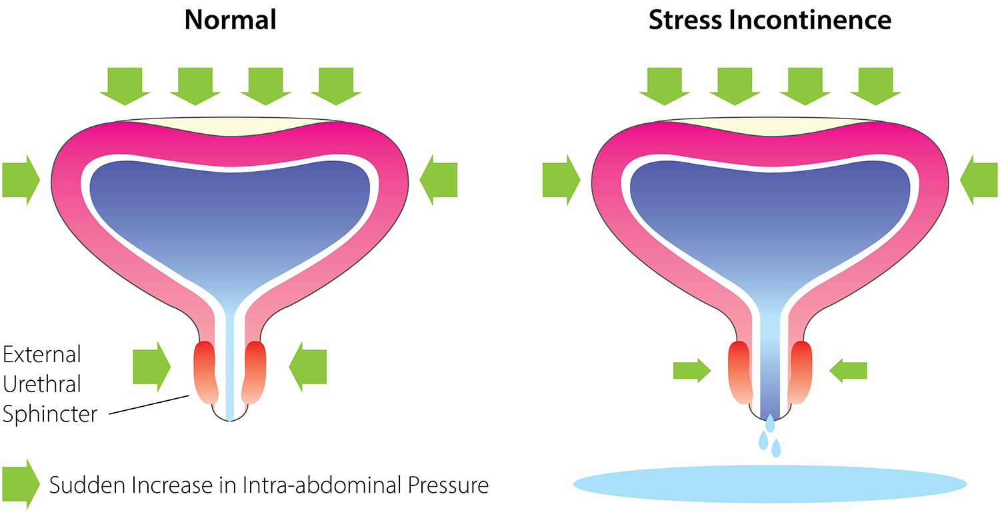 Normal
Stress Incontinence
External
Urethral
Sphincter
Sudden Increase in Intra-abdominal Pressure